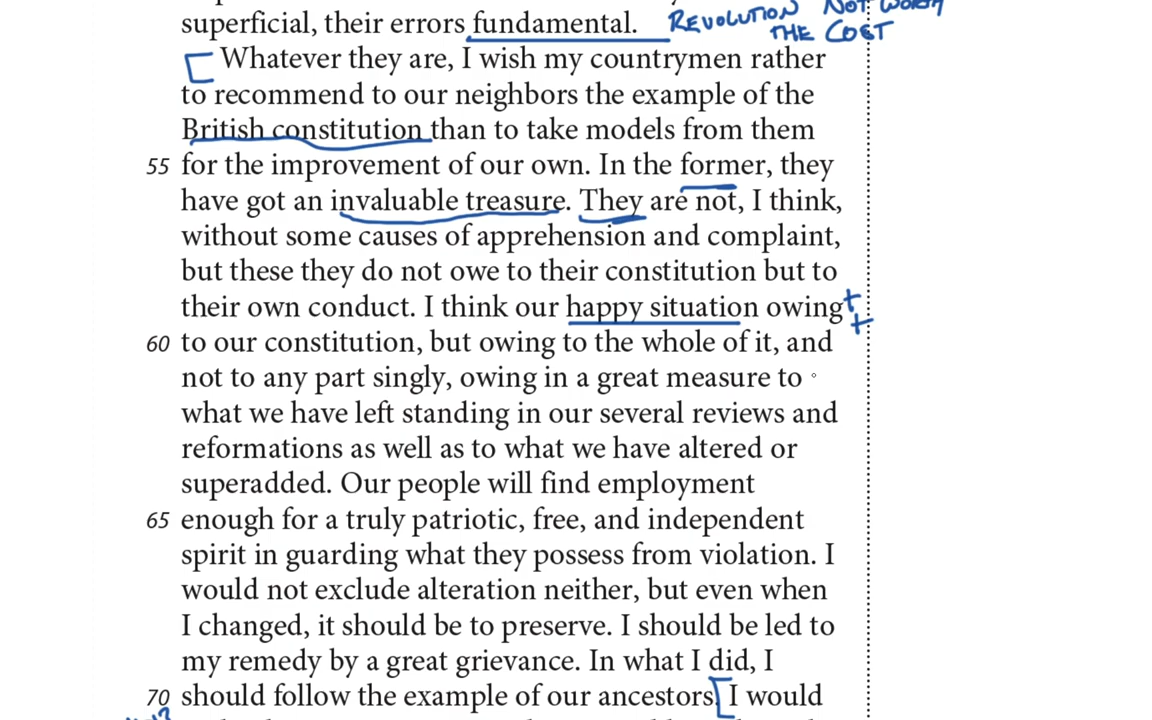 superficial, their errors fundamental. REVOLUTION NOT WORTH
THE COST
Whatever they are, I wish my countrymen rather
to recommend to our neighbors the example of the
British constitution than to take models from them
55 for the improvement of our own. In the former, they
have got an invaluable treasure. They are not, I think,
without some causes of apprehension and complaint,
but these they do not owe to their constitution but to
their own conduct. I think our happy situation owing ++
60 to our constitution, but owing to the whole of it, and
not to any part singly, owing in a great measure to
what we have left standing in our several reviews and
reformations as well as to what we have altered or
superadded. Our people will find employment
65 enough for a truly patriotic, free, and independent
spirit in guarding what they possess from violation. I
would not exclude alteration neither, but even when
I changed, it should be to preserve. I should be led to
my remedy by a great grievance. In what I did, I
70 should follow the example of our ancestors. I would